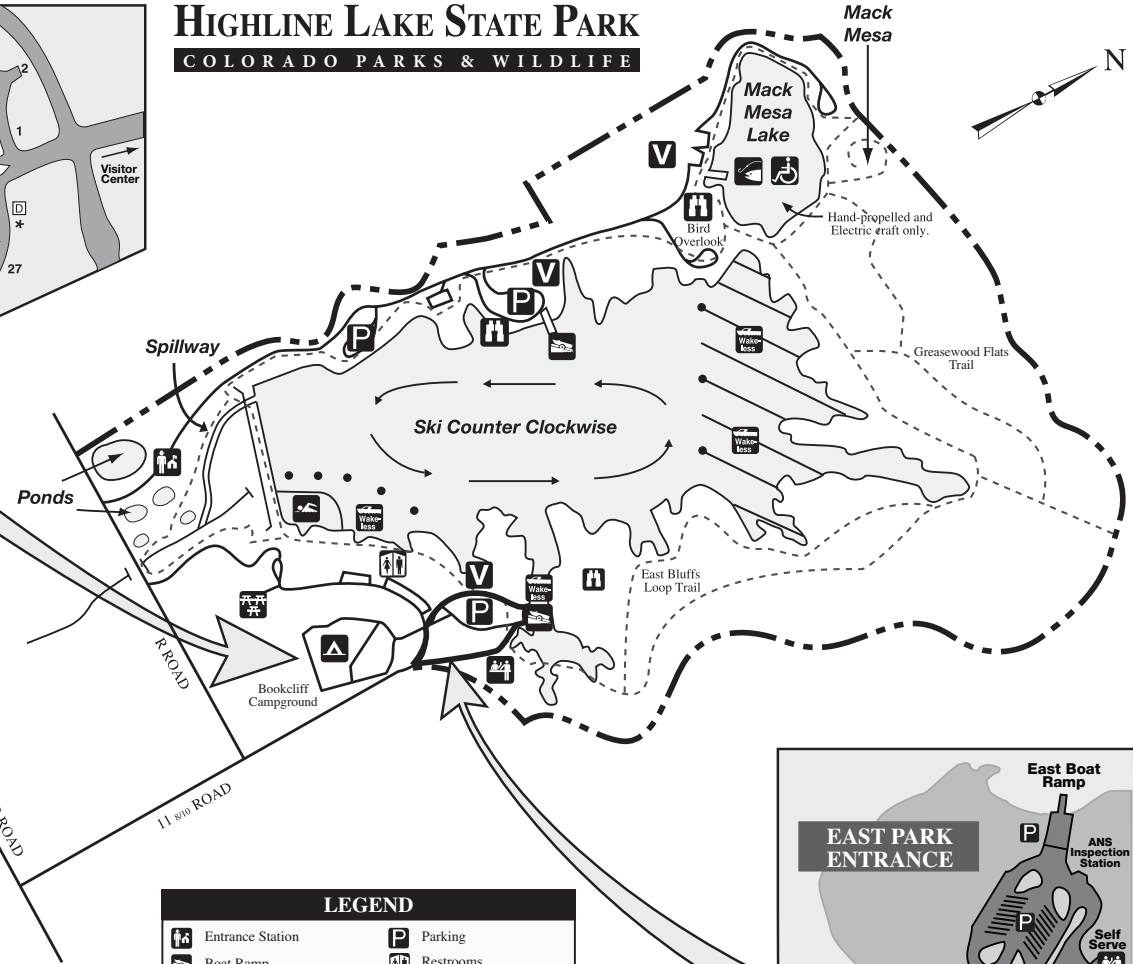 HIGHLINE LAKE STATE PARK
COLORADO PARKS & WILDLIFE
Mack
Mesa
N
2
1
Visitor
Center
D
*
27
Mack
Mesa
Lake
V
Hand-propelled and
Electric craft only.
Bird
Overlook
V
P
P
Wake-
less
Spillway
Greasewood Flats
Trail
Ski Counter Clockwise
Wake-
less
Ponds
Wake-
less
V
Wake-
less
East Bluffs
Loop Trail
P
R ROAD
Bookcliff
Campground
11 8/10 ROAD
ROAD
East Boat
Ramp
P
EAST PARK
ENTRANCE
ANS
Inspection
Station
P
Self
Serve
LEGEND
Entrance Station
P Parking
Boat Ramp
Restrooms